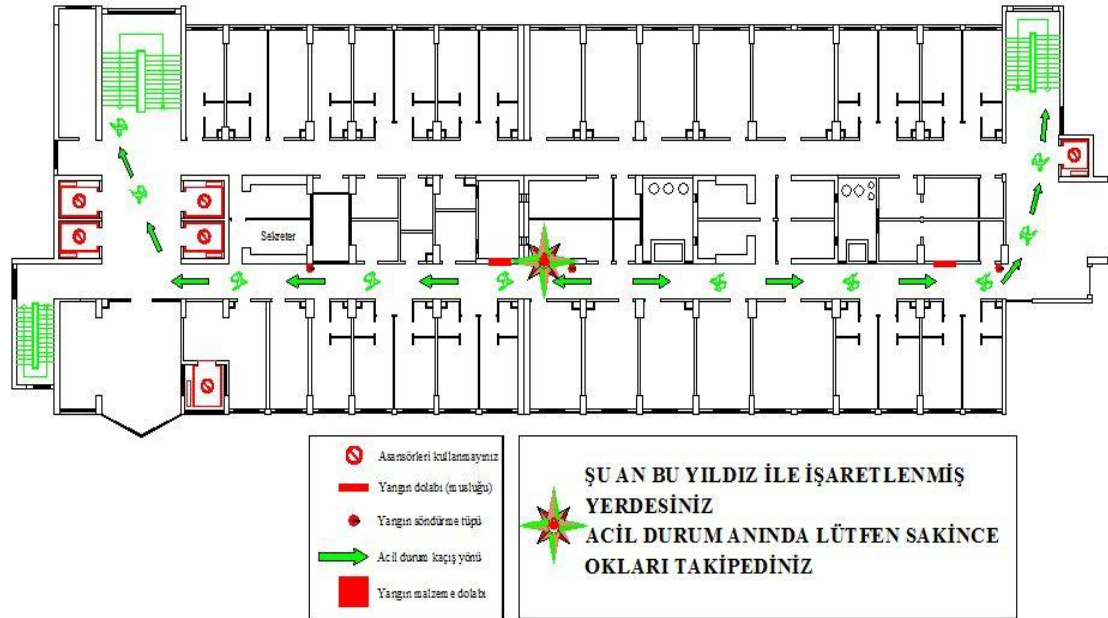 Sekreter
Asansörleri kullanmayınız
Yangın dolabı (musluğu)
Yangın söndürme tüpü
Acil durum kaçış yönü
Yangın malzeme dolabı
ŞU AN BU YILDIZ İLE İŞARETLENMİŞ
YERDESİNİZ
ACİL DURUM ANINDA LÜTFEN SAKİNCE
OKLARI TAKİPEDİNİZ